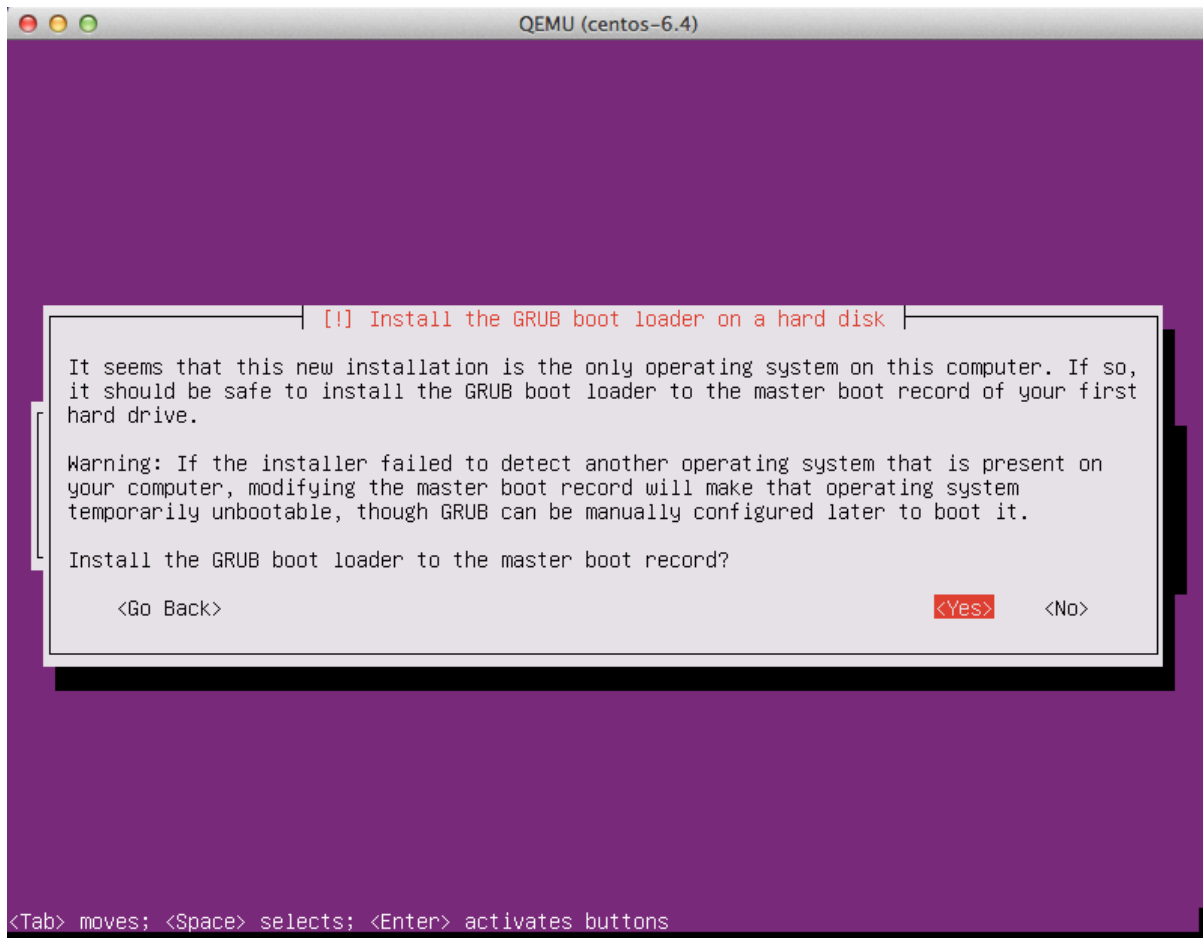 QEMU (centos-6.4)
[!] Install the GRUB boot loader on a hard disk
It seems that this new installation is the only operating system on this computer. If so,
it should be safe to install the GRUB boot loader to the master boot record of your first
hard drive.
Warning: If the installer failed to detect another operating system that is present on
your computer, modifying the master boot record will make that operating system
temporarily unbootable, though GRUB can be manually configured later to boot it.
Install the GRUB boot loader to the master boot record?
<Go Back> <Yes> <No>
<Tab> moves; <Space> selects; <Enter> activates buttons